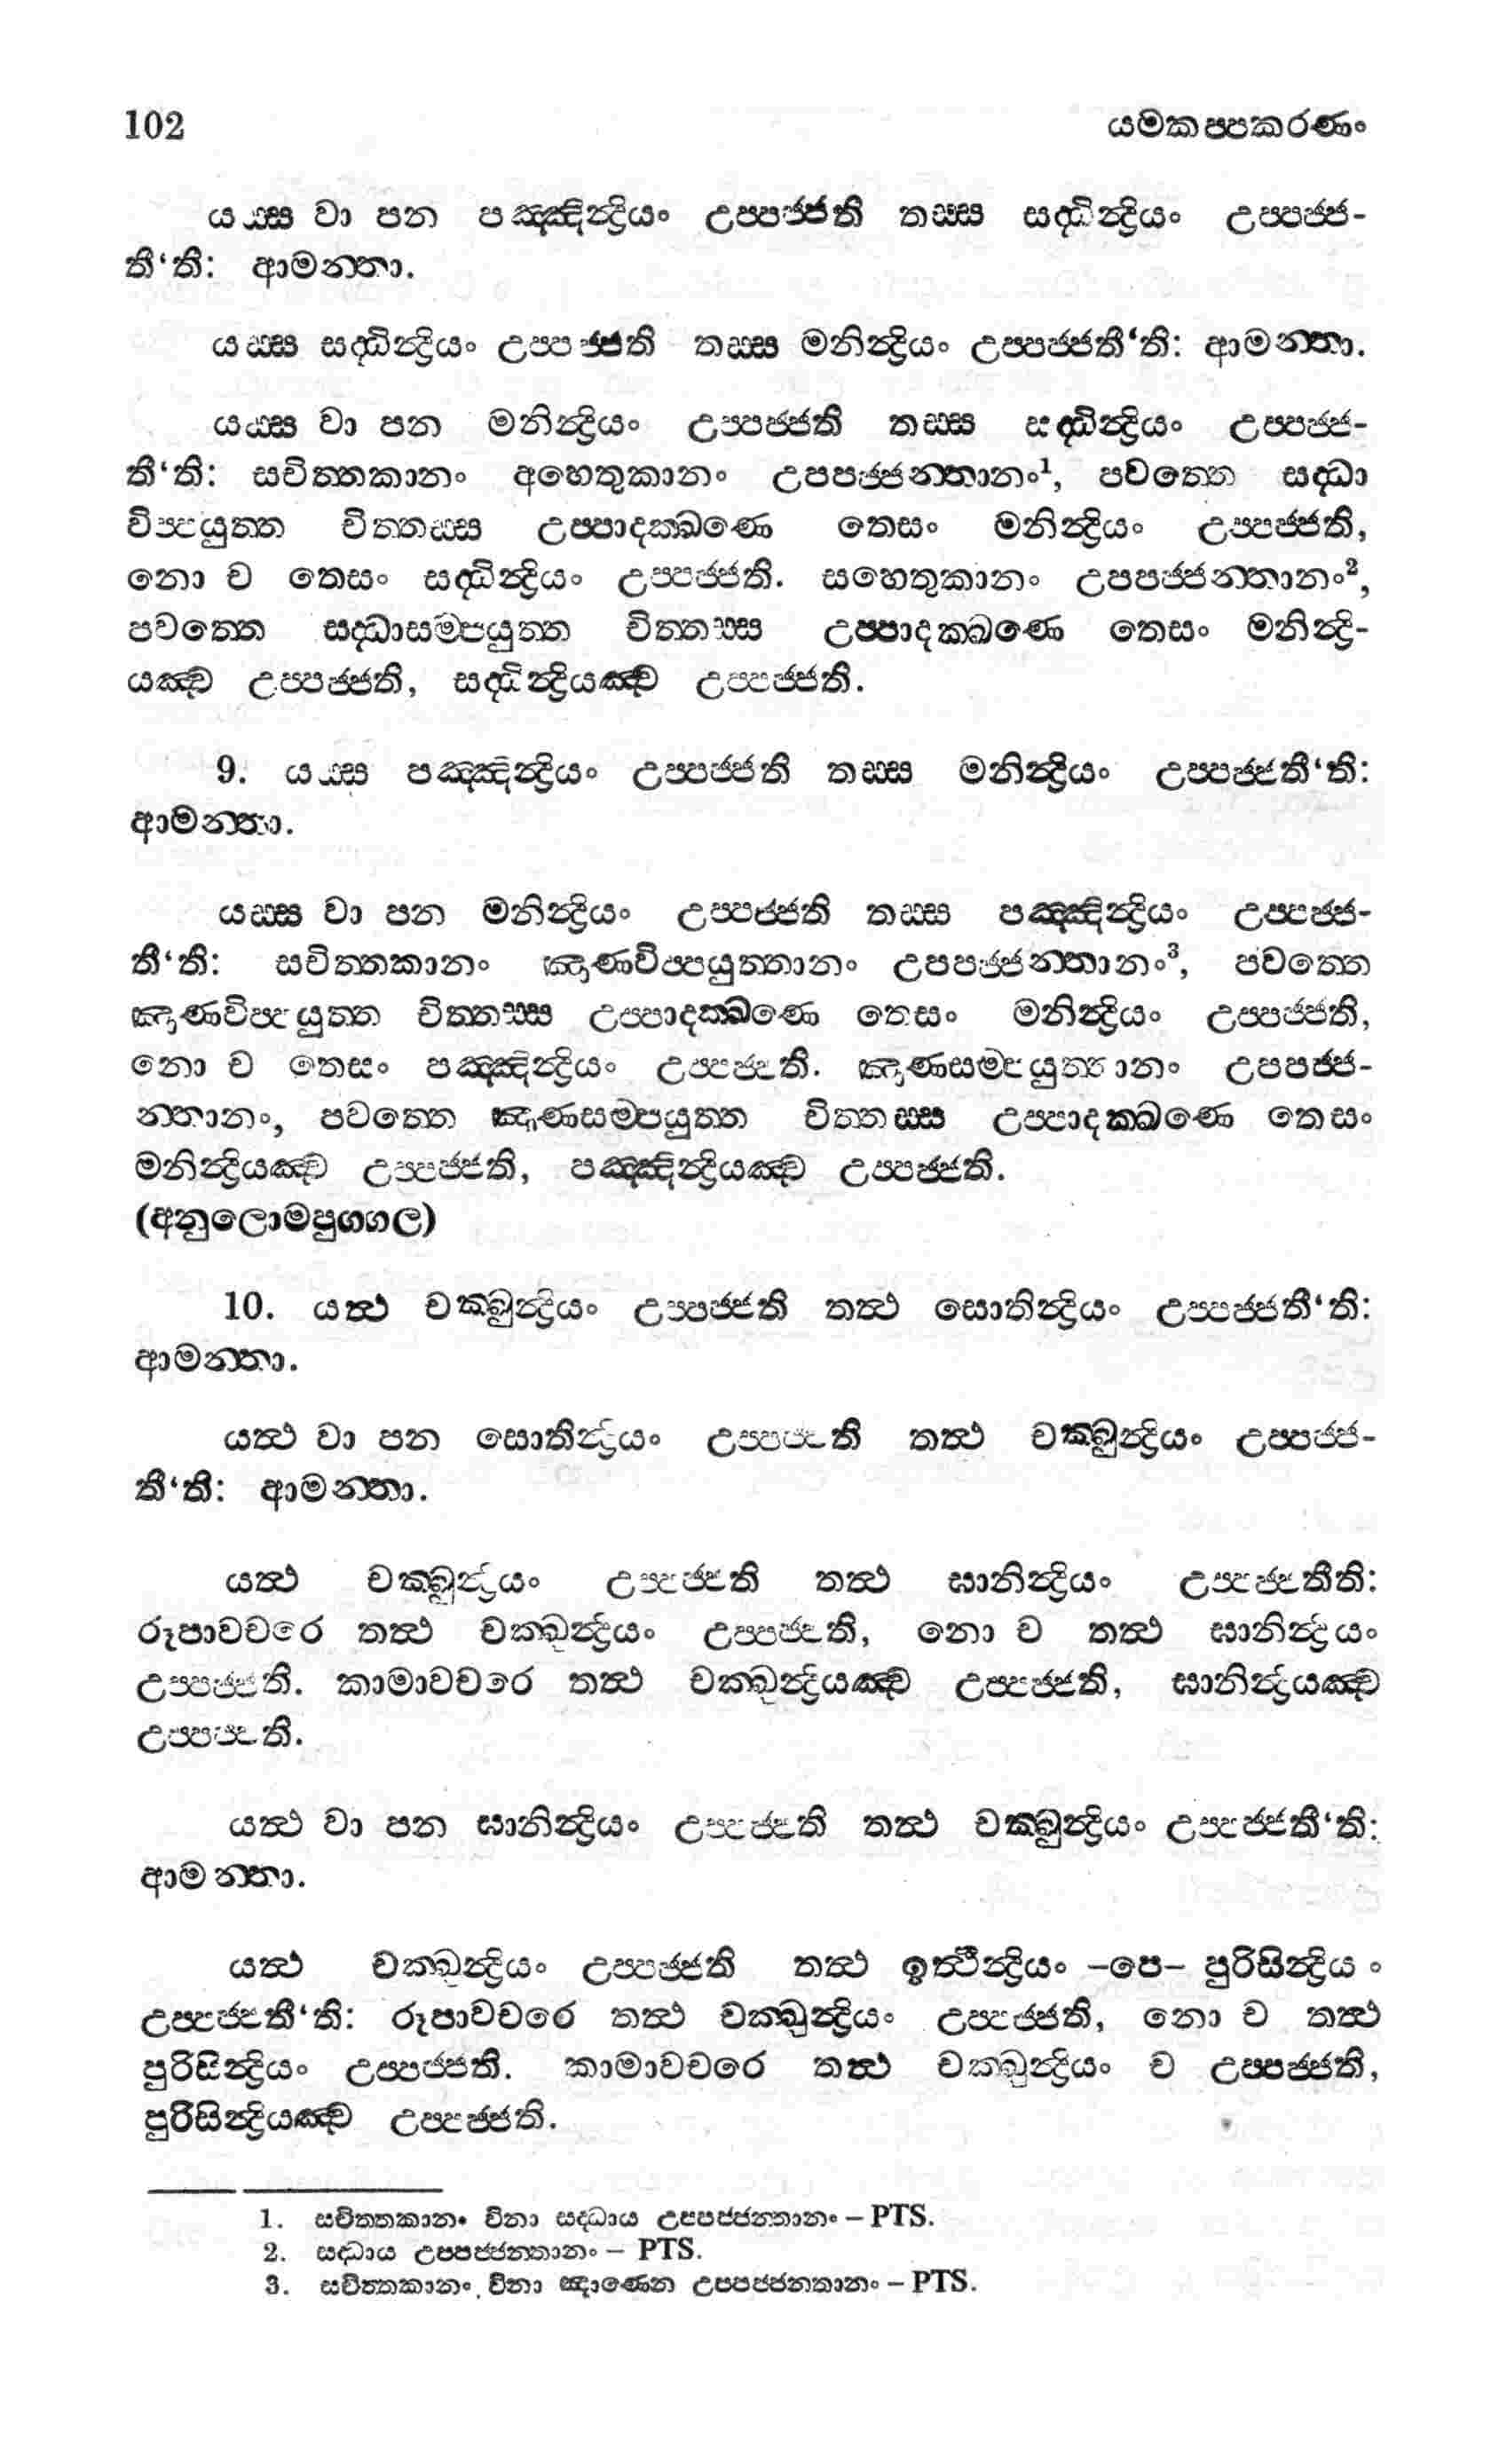 102 යමකප්පකරණං
යස්ස වා පන පඤ්ඤින්ද්‍රියං උප්පජ්ජති තස්ස සද්ධින්ද්‍රියං උප්පජ්ජ-
තී‘ති: ආමන්තා.
යස්ස සද්ධින්ද්‍රියං උප්පජ්ජති තස්ස මනින්ද්‍රියං උප්පජ්ජතී‘ති: ආමන්තා.
යස්ස වා පන මනින්ද්‍රියං උප්පජ්ජති තස්ස සද්ධින්ද්‍රියං උප්පජ්ජ-
තී‘ති: සචිත්තකානං අහෙතුකානං උපපජ්ජන්තානං¹, පවත්තෙ සද්ධා
විප්පයුත්ත චිත්තස්ස උප්පාදක්ඛණෙ තෙසං මනින්ද්‍රියං උප්පජ්ජති,
නො ච තෙසං සද්ධින්ද්‍රියං උප්පජ්ජති. සහෙතුකානං උපපජ්ජන්තානං²,
පවත්තෙ සද්ධාසම්පයුත්ත චිත්තස්ස උප්පාදක්ඛණෙ තෙසං මනින්ද්‍රි-
යඤ්ච උප්පජ්ජති, සද්ධින්ද්‍රියඤ්ච උප්පජ්ජති.
9. යස්ස පඤ්ඤින්ද්‍රියං උප්පජ්ජති තස්ස මනින්ද්‍රියං උප්පජ්ජතී‘ති:
ආමන්තා.
යස්ස වා පන මනින්ද්‍රියං උප්පජ්ජති තස්ස පඤ්ඤින්ද්‍රියං උප්පජ්ජ-
තී‘ති: සචිත්තකානං ඤාණවිප්පයුත්තානං උපපජ්ජන්තානං³, පවත්තෙ
ඤාණවිප්පයුත්ත චිත්තස්ස උප්පාදක්ඛණෙ තෙසං මනින්ද්‍රියං උප්පජ්ජති,
නො ච තෙසං පඤ්ඤින්ද්‍රියං උප්පජ්ජති. ඤාණසම්පයුත්තානං උපපජ්ජ-
න්තානං, පවත්තෙ ඤාණසම්පයුත්ත චිත්තස්ස උප්පාදක්ඛණෙ තෙසං
මනින්ද්‍රියඤ්ච උප්පජ්ජති, පඤ්ඤින්ද්‍රියඤ්ච උප්පජ්ජති.
(අනුලොමපුග්ගල)
10. යත්ථ චක්ඛුන්ද්‍රියං උප්පජ්ජති තත්ථ සොතින්ද්‍රියං උප්පජ්ජතී‘ති:
ආමන්තා.
යත්ථ වා පන සොතින්ද්‍රියං උප්පජ්ජති තත්ථ චක්ඛුන්ද්‍රියං උප්පජ්ජ-
තී‘තී: ආමන්තා.
යත්ථ චක්ඛුන්ද්‍රියං උප්පජ්ජති තත්ථ ඝානින්ද්‍රියං උප්පජ්ජතීති:
රූපාවචරෙ තත්ථ චක්ඛුන්ද්‍රියං උප්පජ්ජති, නො ච තත්ථ ඝානින්ද්‍රියං
උප්පජ්ජති. කාමාවචරෙ තත්ථ චක්ඛුන්ද්‍රියඤ්ච උප්පජ්ජති, ඝානින්ද්‍රියඤ්ච
උප්පජ්ජති.
යත්ථ වා පන ඝානින්ද්‍රියං උප්පජ්ජති තත්ථ චක්ඛුන්ද්‍රියං උප්පජ්ජතී‘ති:
ආමන්තා.
යත්ථ චක්ඛුන්ද්‍රියං උප්පජ්ජති තත්ථ ඉත්ථින්ද්‍රියං –පෙ– පුරිසින්ද්‍රියං
උප්පජ්ජතී‘ති: රූපාවචරෙ තත්ථ චක්ඛුන්ද්‍රියං උප්පජ්ජති, නො ච තත්ථ
පුරිසින්ද්‍රියං උප්පජ්ජති. කාමාවචරෙ තත්ථ චක්ඛුන්ද්‍රියං ච උප්පජ්ජති,
පුරිසින්ද්‍රියඤ්ච උප්පජ්ජති.
1. සචිත්තකානං විනා සද්ධාය උපපජ්ජන්තානං – PTS.
2. සද්ධාය උපපජ්ජන්තානං – PTS.
3. සචිත්තකානං විනා ඤාණෙන උපපජ්ජන්තානං – PTS.